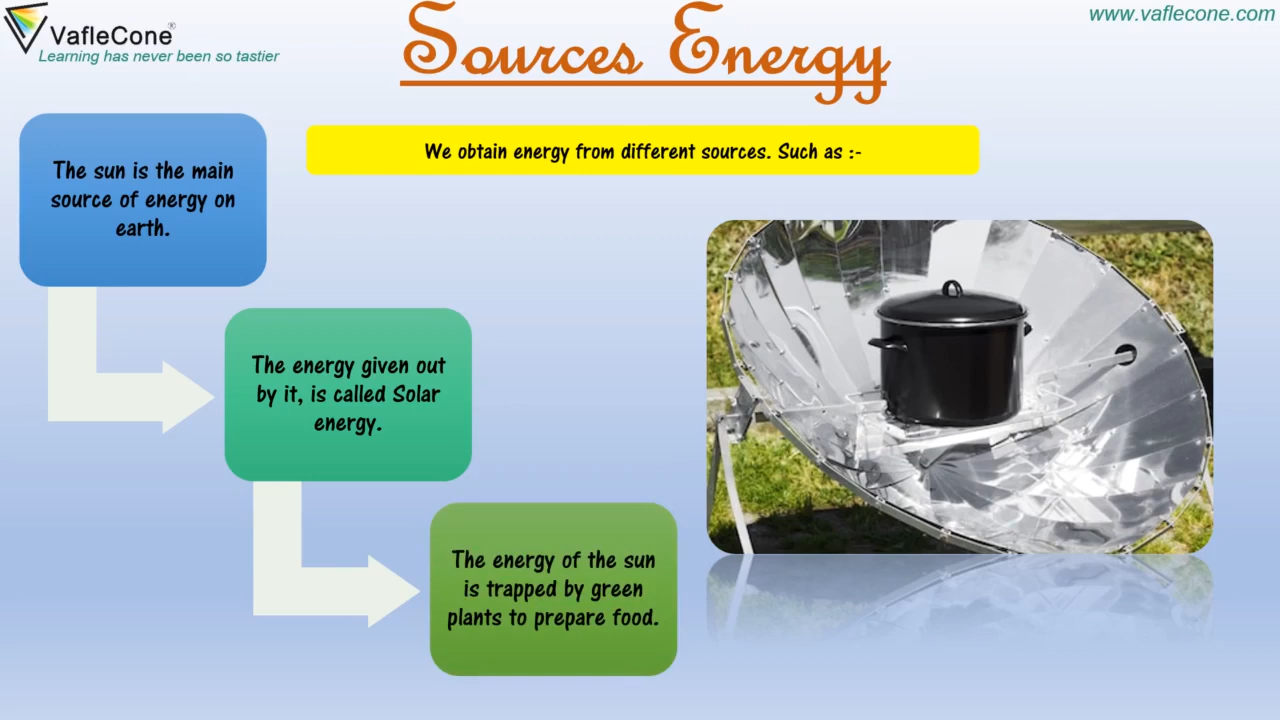 VafleCone®
Learning has never been so tastier
www.vaflecone.com
Sources Energy
We obtain energy from different sources. Such as :-
The sun is the main
source of energy on
earth.
The energy given out
by it, is called Solar
energy.
The energy of the sun
is trapped by green
plants to prepare food.